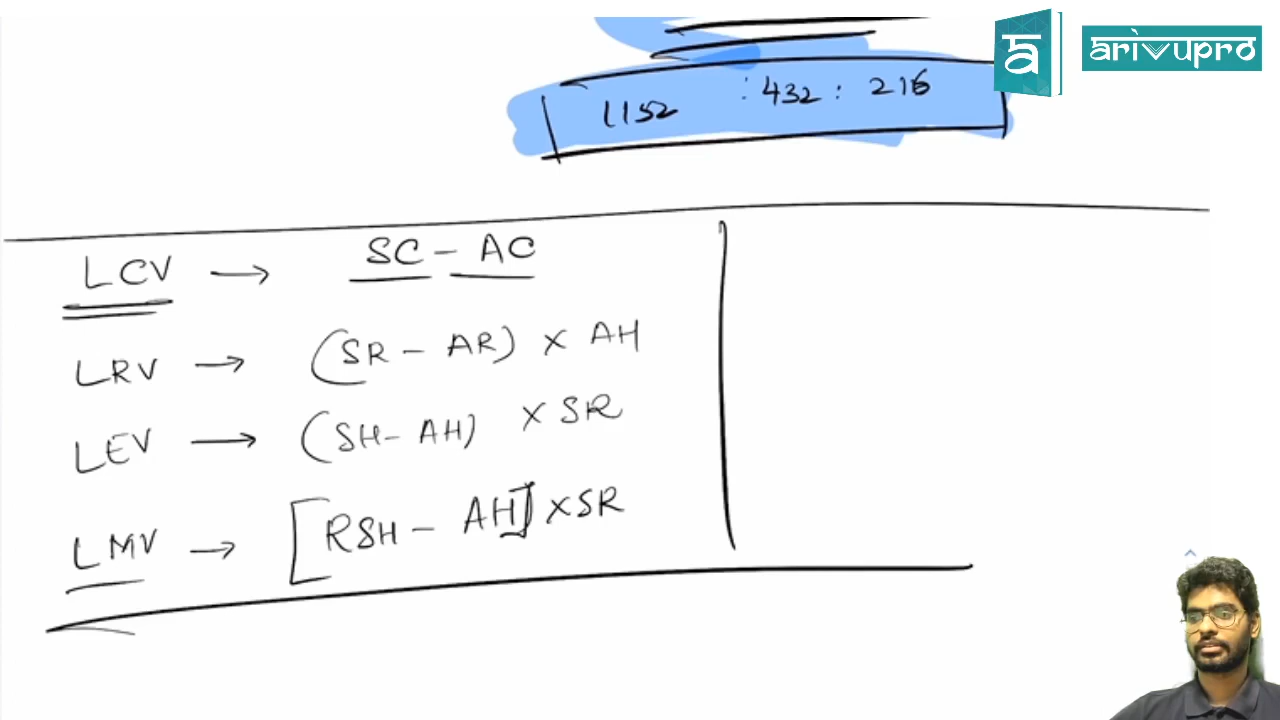 arivupro
1152 : 432 : 216
LCV → SC - AC
LRV → (SR - AR) × AH
LEV → (SH - AH) × SR
LMV → [RSH - AH] × SR